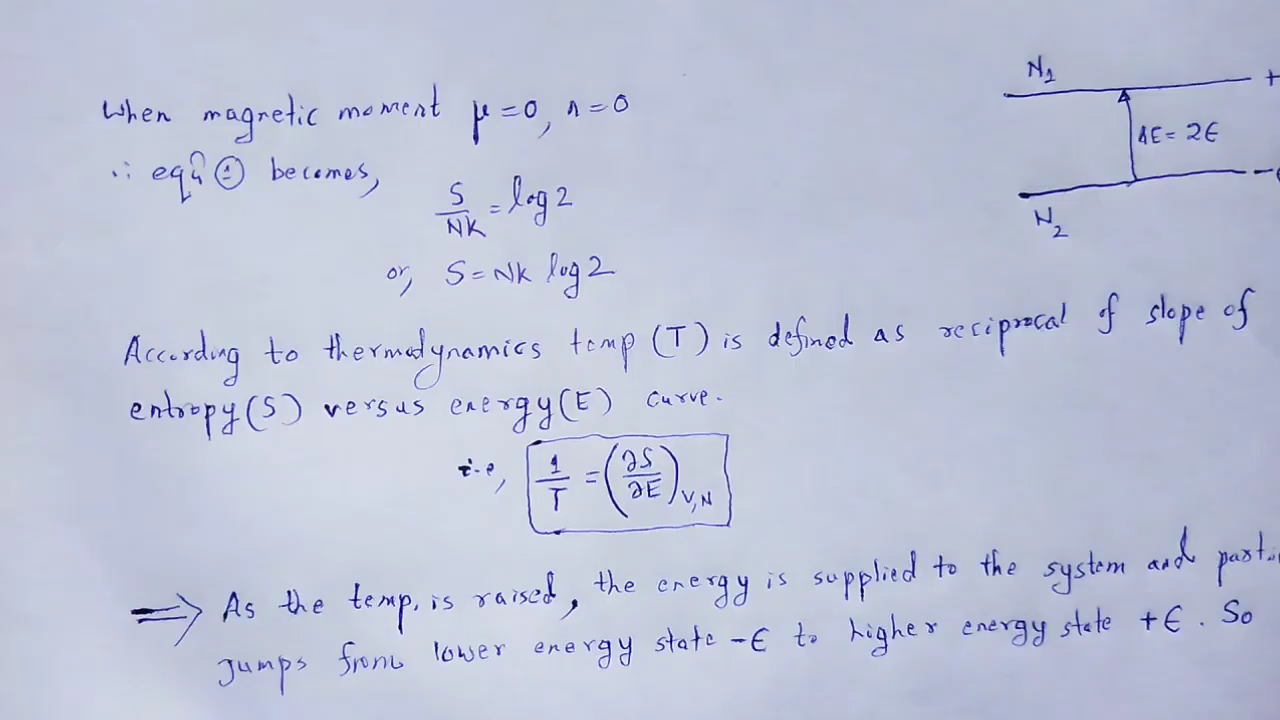 When magnetic moment μ=0, n=0
∴ eqn ① becomes,
S/NK = log 2
or, S=NK log 2
N1
+
ΔE= 2ϵ
N2
According to thermodynamics temp (T) is defined as reciprocal of slope of
entropy(S) versus energy(E) curve.
i.e, 1/T = (∂S/∂E)V,N
⇒ As the temp. is raised, the energy is supplied to the system and
jumps from lower energy state -ϵ to higher energy state +ϵ. So